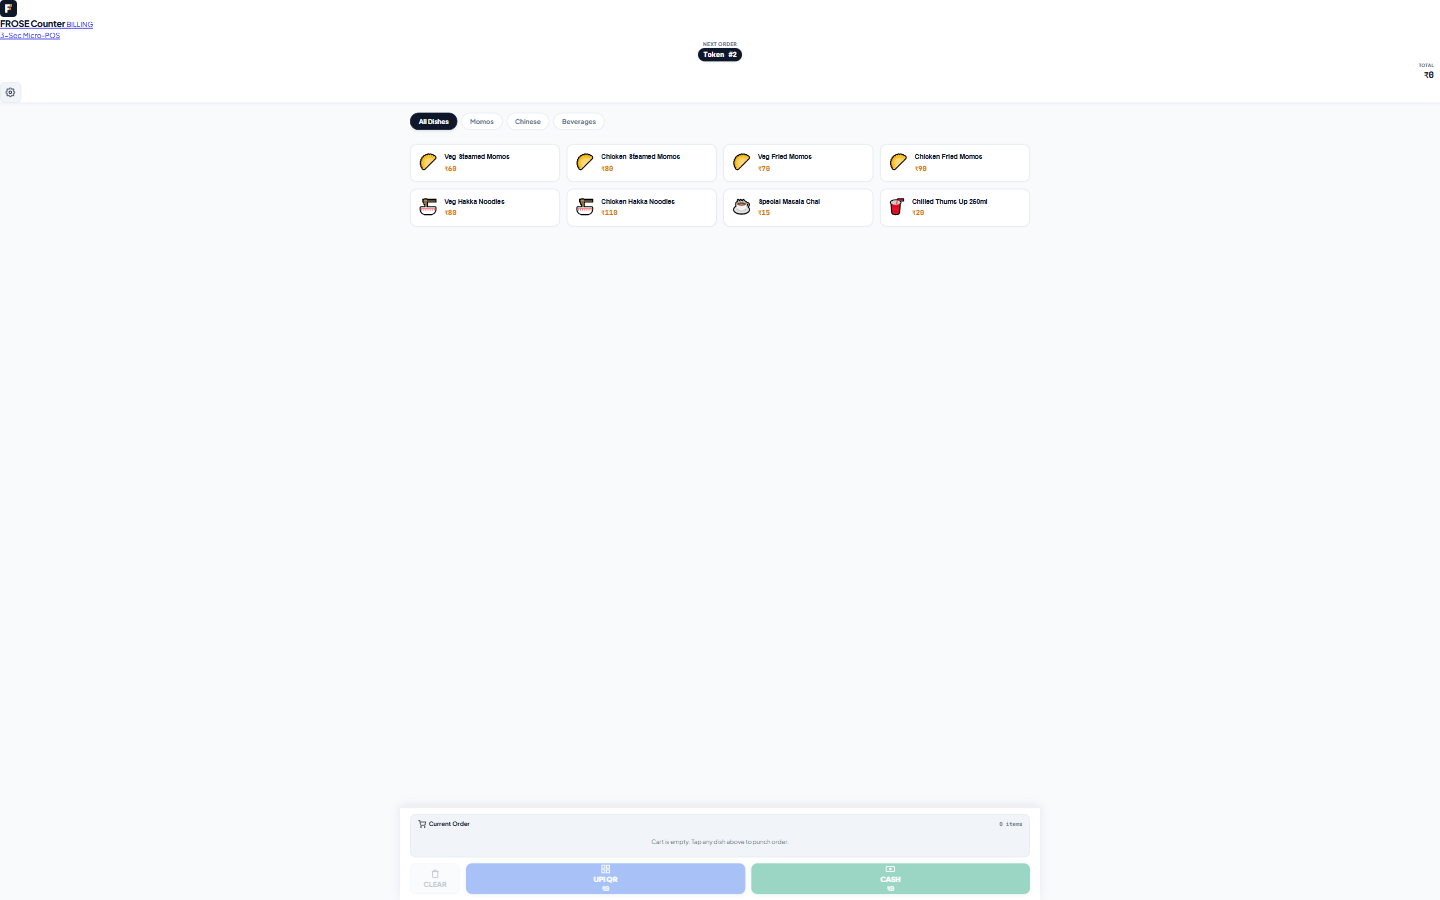 F
FROSE Counter BILLING
3-Sec Micro-POS
NEXT ORDER
Token #2
TOTAL
₹0
All Dishes
Momos
Chinese
Beverages
Veg Steamed Momos
₹60
Chicken Steamed Momos
₹80
Veg Fried Momos
₹70
Chicken Fried Momos
₹90
Veg Hakka Noodles
₹80
Chicken Hakka Noodles
₹110
Special Masala Chai
₹15
Chilled Thums Up 250ml
₹20
Current Order
0 items
Cart is empty. Tap any dish above to punch order.
CLEAR
UPI QR
₹0
CASH
₹0